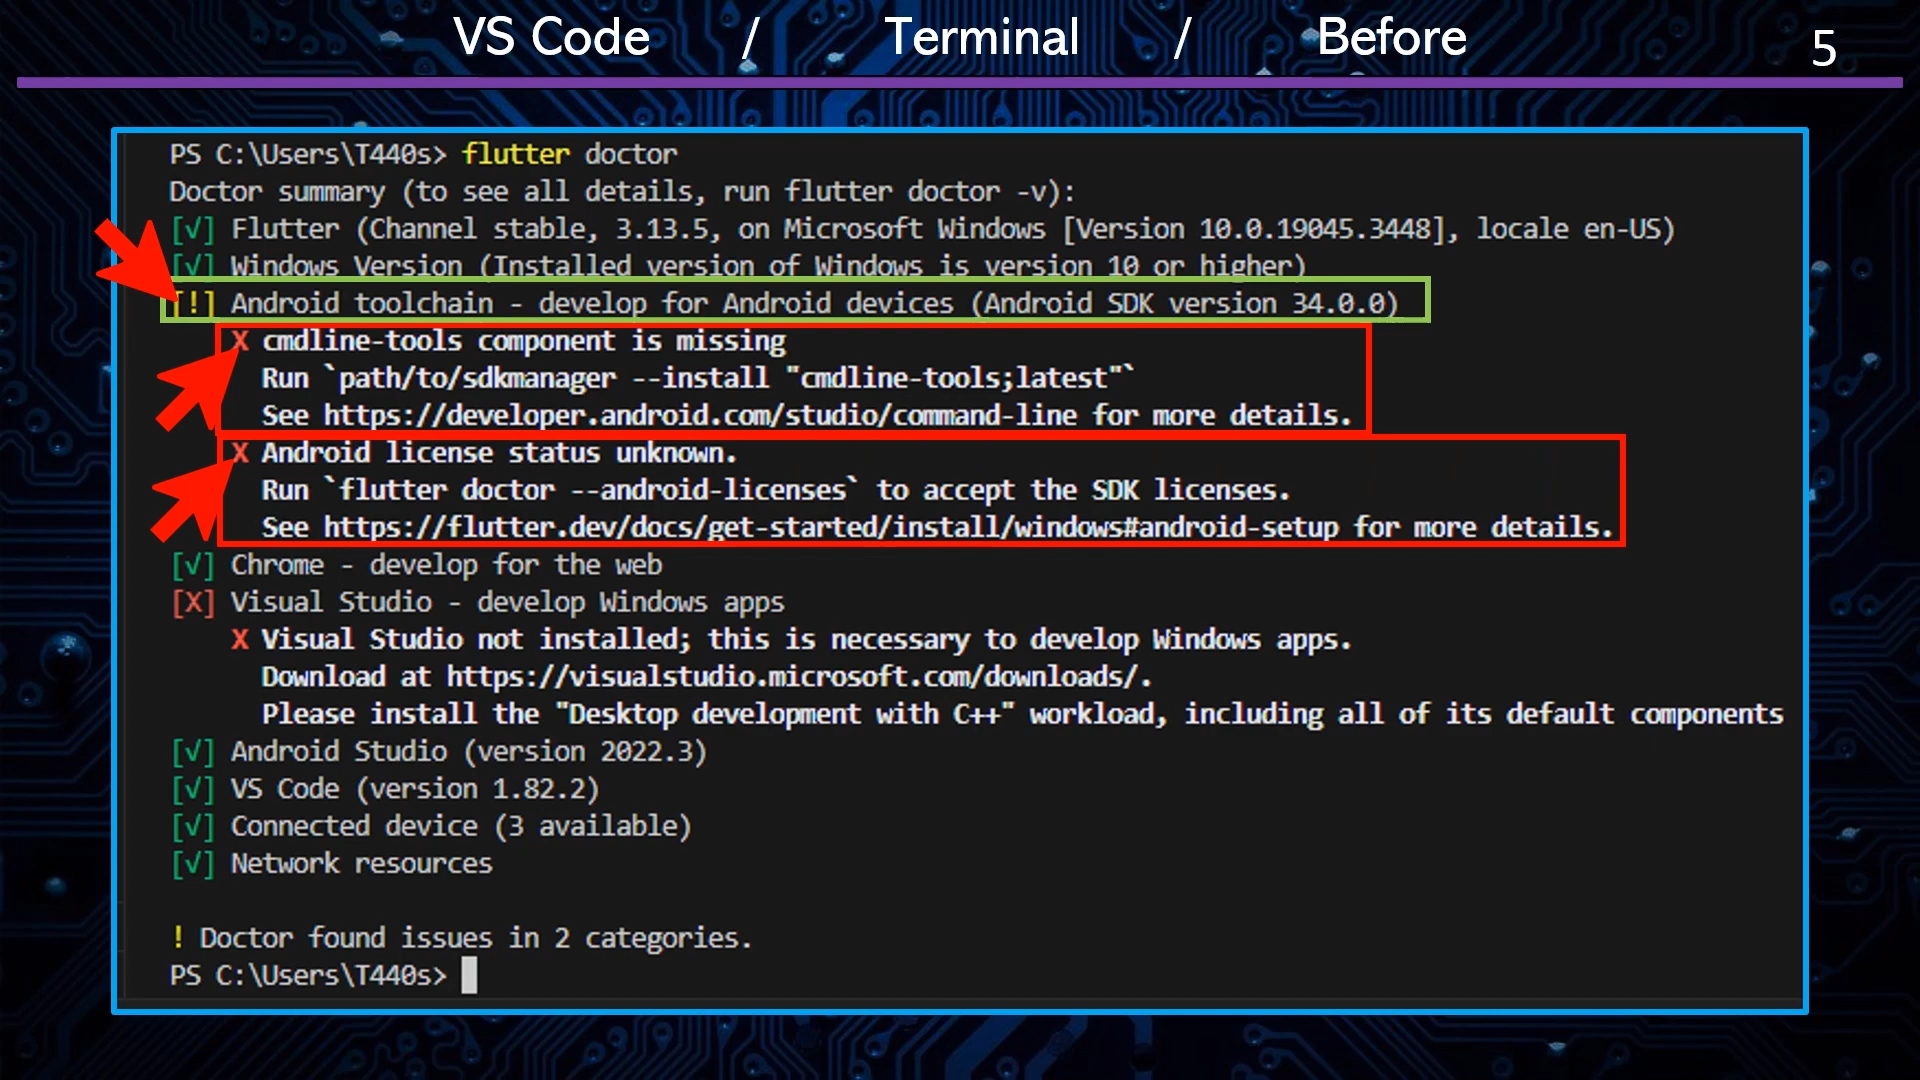 VS Code / Terminal / Before 5
PS C:\Users\T440s> flutter doctor
Doctor summary (to see all details, run flutter doctor -v):
[√] Flutter (Channel stable, 3.13.5, on Microsoft Windows [Version 10.0.19045.3448], locale en-US)
[√] Windows Version (Installed version of Windows is version 10 or higher)
[!] Android toolchain - develop for Android devices (Android SDK version 34.0.0)
X cmdline-tools component is missing
Run `path/to/sdkmanager --install "cmdline-tools;latest"`
See https://developer.android.com/studio/command-line for more details.
X Android license status unknown.
Run `flutter doctor --android-licenses` to accept the SDK licenses.
See https://flutter.dev/docs/get-started/install/windows#android-setup for more details.
[√] Chrome - develop for the web
[X] Visual Studio - develop Windows apps
X Visual Studio not installed; this is necessary to develop Windows apps.
Download at https://visualstudio.microsoft.com/downloads/.
Please install the "Desktop development with C++" workload, including all of its default components
[√] Android Studio (version 2022.3)
[√] VS Code (version 1.82.2)
[√] Connected device (3 available)
[√] Network resources
! Doctor found issues in 2 categories.
PS C:\Users\T440s>